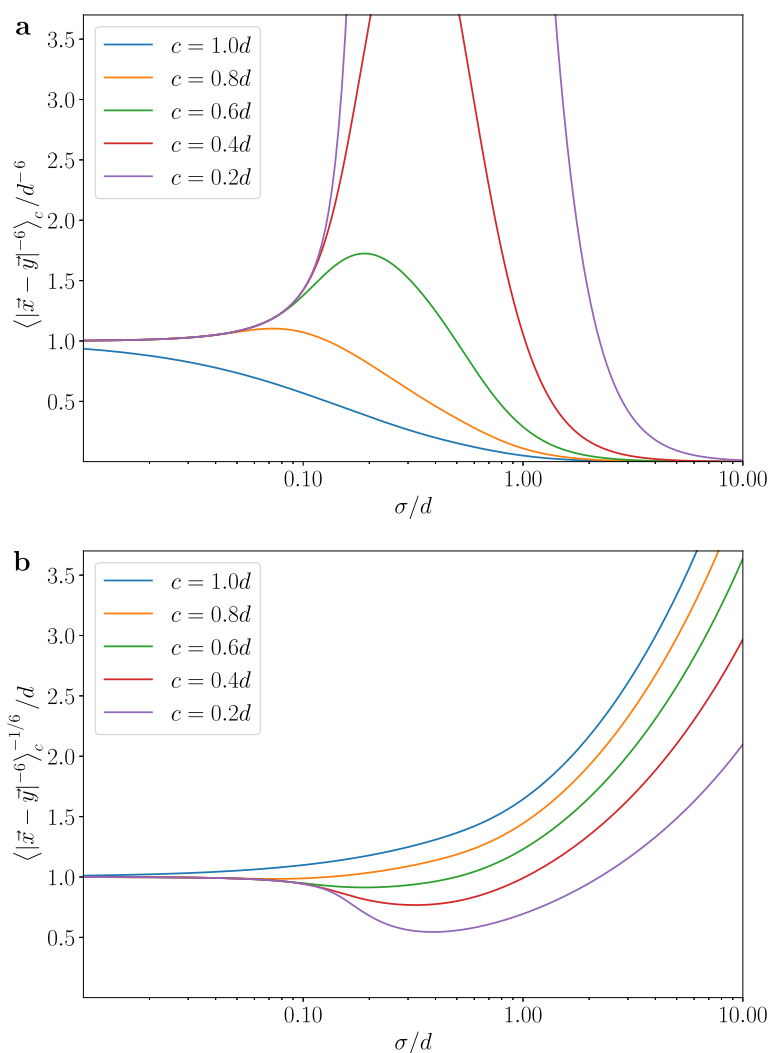 a
3.5
3.0
2.5
2.0
1.5
1.0
0.5
⟨|x⃗ − y⃗|⁻⁶⟩_c /d⁻⁶
c = 1.0d
c = 0.8d
c = 0.6d
c = 0.4d
c = 0.2d
0.10 1.00 10.00
σ/d
b
3.5
3.0
2.5
2.0
1.5
1.0
0.5
⟨|x⃗ − y⃗|⁻⁶⟩_c^{−1/6} /d
c = 1.0d
c = 0.8d
c = 0.6d
c = 0.4d
c = 0.2d
0.10 1.00 10.00
σ/d